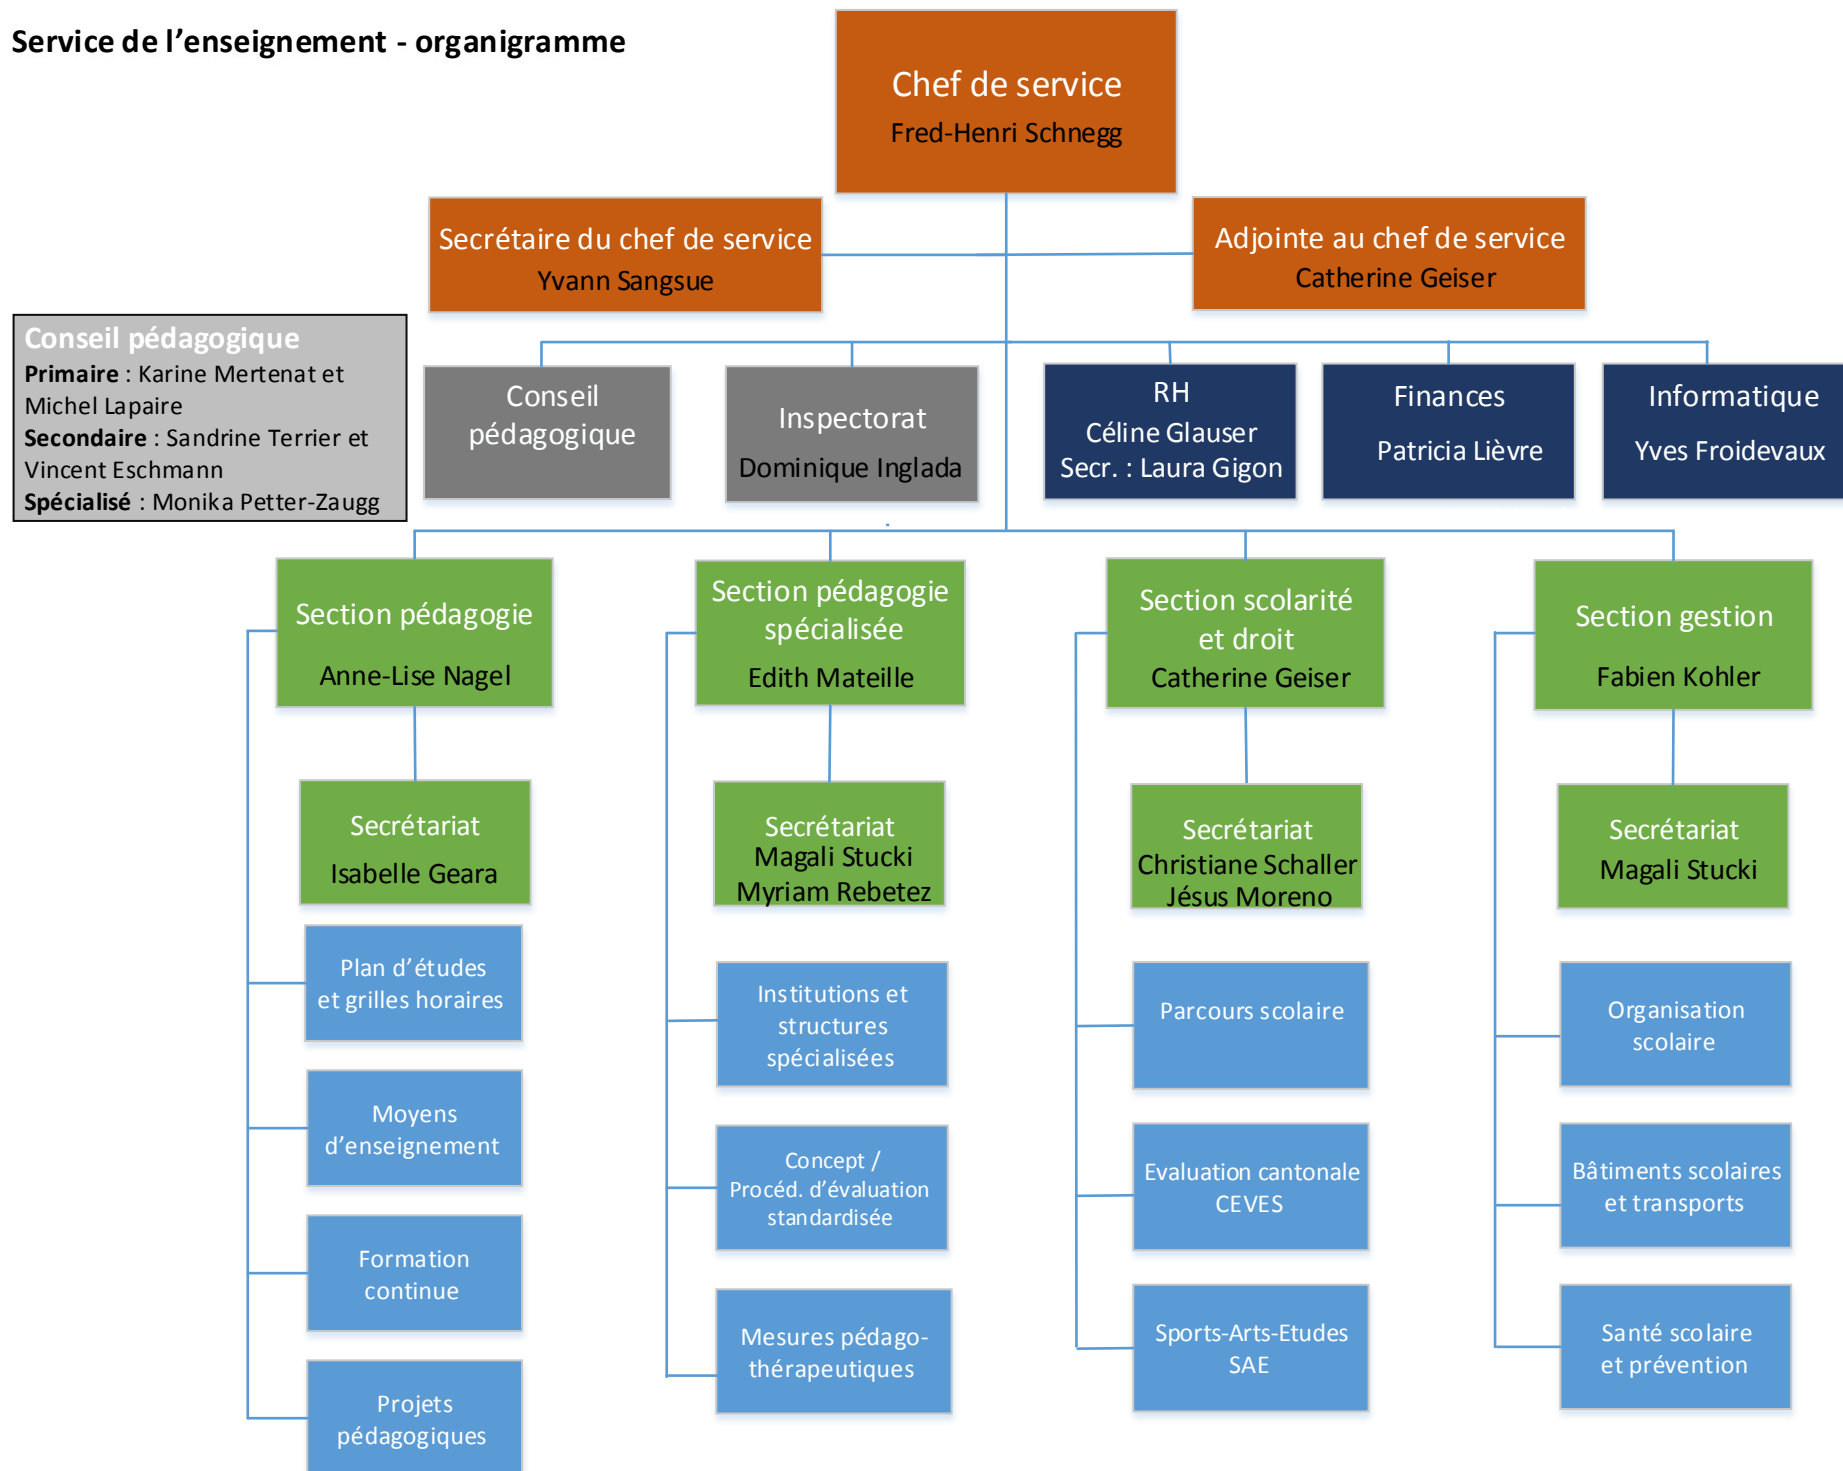 Service de l’enseignement - organigramme
Chef de service
Fred-Henri Schnegg
Secrétaire du chef de service
Yvann Sangsue
Adjointe au chef de service
Catherine Geiser
Conseil pédagogique
Primaire : Karine Mertenat et
Michel Lapaire
Secondaire : Sandrine Terrier et
Vincent Eschmann
Spécialisé : Monika Petter-Zaugg
Conseil
pédagogique
Inspectorat
Dominique Inglada
RH
Céline Glauser
Secr. : Laura Gigon
Finances
Patricia Lièvre
Informatique
Yves Froidevaux
Section pédagogie
Anne-Lise Nagel
Section pédagogie
spécialisée
Edith Mateille
Section scolarité
et droit
Catherine Geiser
Section gestion
Fabien Kohler
Secrétariat
Isabelle Geara
Secrétariat
Magali Stucki
Myriam Rebetez
Secrétariat
Christiane Schaller
Jésus Moreno
Secrétariat
Magali Stucki
Plan d’études
et grilles horaires
Moyens
d’enseignement
Formation
continue
Projets
pédagogiques
Institutions et
structures
spécialisées
Concept /
Procéd. d’évaluation
standardisée
Mesures pédago-
thérapeutiques
Parcours scolaire
Evaluation cantonale
CEVES
Sports-Arts-Etudes
SAE
Organisation
scolaire
Bâtiments scolaires
et transports
Santé scolaire
et prévention